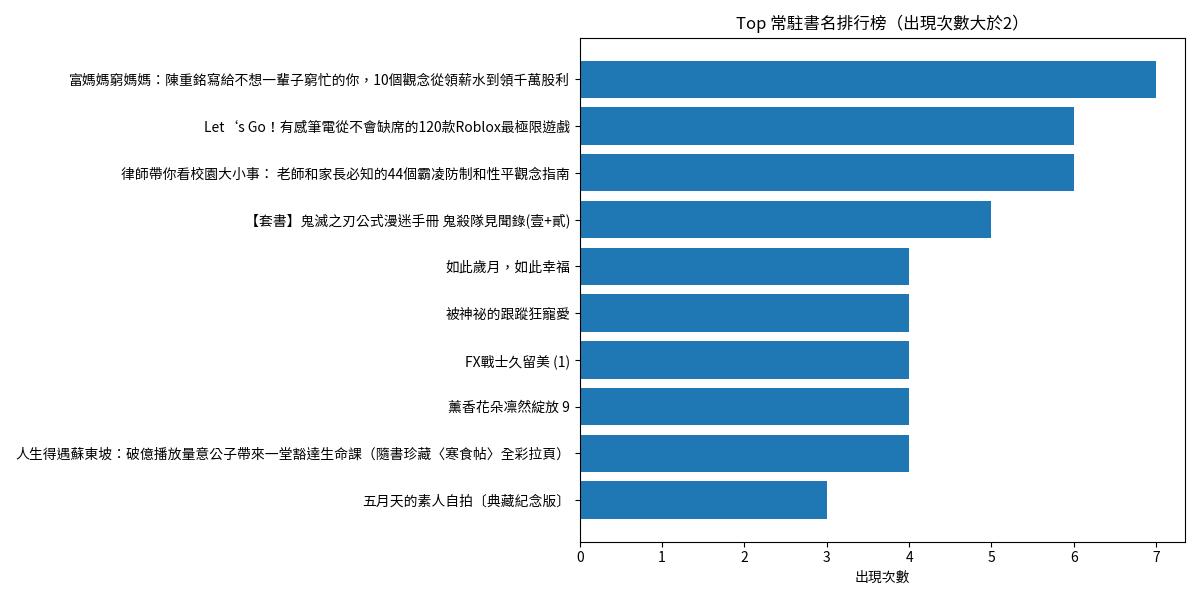 Top 常駐書名排行榜（出現次數大於2）
富媽媽窮媽媽：陳重銘寫給不想一輩子窮忙的你，10個觀念從領薪水到領千萬股利
Let‘s Go！有感筆電從不會缺席的120款Roblox最極限遊戲
律師帶你看校園大小事： 老師和家長必知的44個霸凌防制和性平觀念指南
【套書】鬼滅之刃公式漫迷手冊 鬼殺隊見聞錄(壹+貳)
如此歲月，如此幸福
被神祕的跟蹤狂寵愛
FX戰士久留美 (1)
薰香花朵凛然綻放 9
人生得遇蘇東坡：破億播放量意公子帶來一堂豁達生命課（隨書珍藏〈寒食帖〉全彩拉頁）
五月天的素人自拍〔典藏紀念版〕
0 1 2 3 4 5 6 7
出現次數